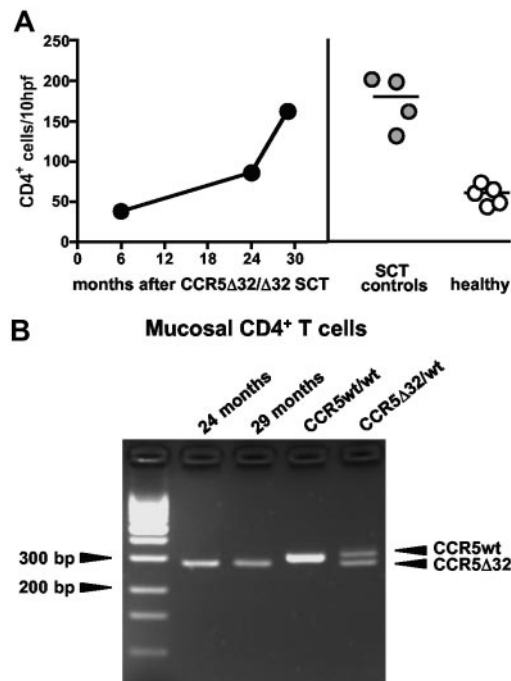 A
CD4⁺ cells/10hpf
250
200
150
100
50
0
0 6 12 18 24 30
months after CCR5Δ32/Δ32 SCT
SCT
controls
healthy
B
Mucosal CD4⁺ T cells
24 months
29 months
CCR5wt/wt
CCR5Δ32/wt
300 bp
200 bp
CCR5wt
CCR5Δ32